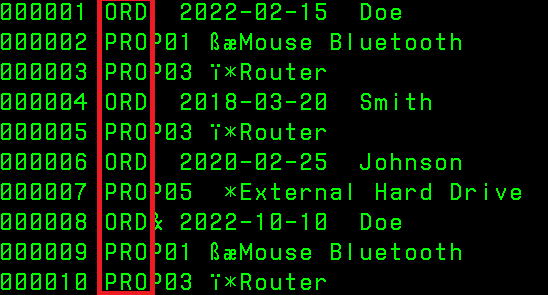 000001 ORD  2022-02-15  Doe
000002 PROP01 ßæMouse Bluetooth
000003 PROP03 ï*Router
000004 ORD  2018-03-20  Smith
000005 PROP03 ï*Router
000006 ORD  2020-02-25  Johnson
000007 PROP05  *External Hard Drive
000008 ORD& 2022-10-10  Doe
000009 PROP01 ßæMouse Bluetooth
000010 PROP03 ï*Router